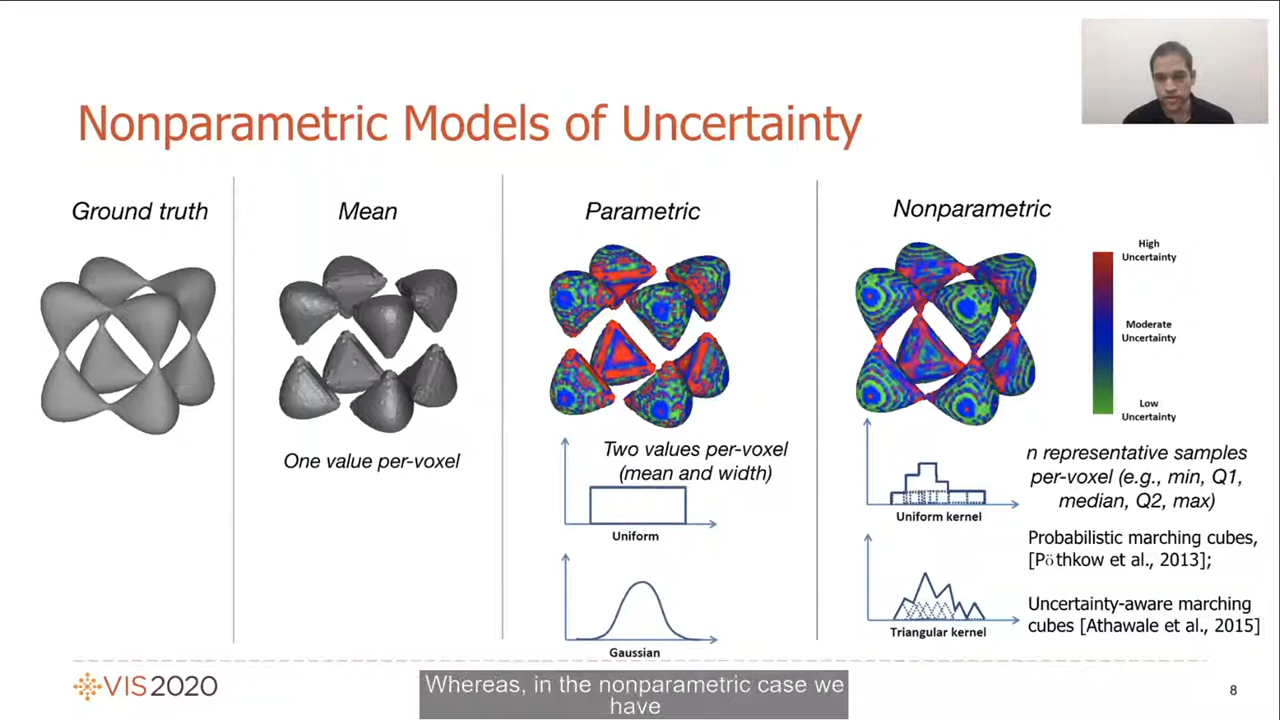 Nonparametric Models of Uncertainty
Ground truth
Mean
One value per-voxel
Parametric
Two values per-voxel
(mean and width)
Uniform
Gaussian
Nonparametric
High
Uncertainty
Moderate
Uncertainty
Low
Uncertainty
n representative samples
per-voxel (e.g., min, Q1,
median, Q2, max)
Uniform kernel
Probabilistic marching cubes,
[Pöthkow et al., 2013];
Triangular kernel
Uncertainty-aware marching
cubes [Athawale et al., 2015]
VIS2020
Whereas, in the nonparametric case we
have
8